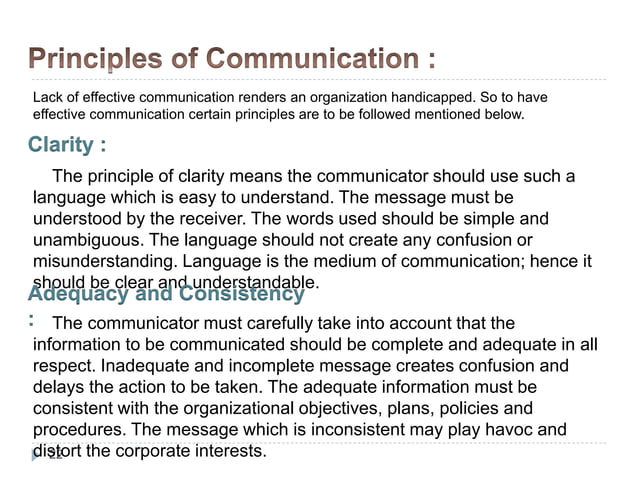 Principles of Communication :
Lack of effective communication renders an organization handicapped. So to have
effective communication certain principles are to be followed mentioned below.
Clarity :
The principle of clarity means the communicator should use such a
language which is easy to understand. The message must be
understood by the receiver. The words used should be simple and
unambiguous. The language should not create any confusion or
misunderstanding. Language is the medium of communication; hence it
should be clear and understandable.
Adequacy and Consistency
:
The communicator must carefully take into account that the
information to be communicated should be complete and adequate in all
respect. Inadequate and incomplete message creates confusion and
delays the action to be taken. The adequate information must be
consistent with the organizational objectives, plans, policies and
procedures. The message which is inconsistent may play havoc and
distort the corporate interests.
22